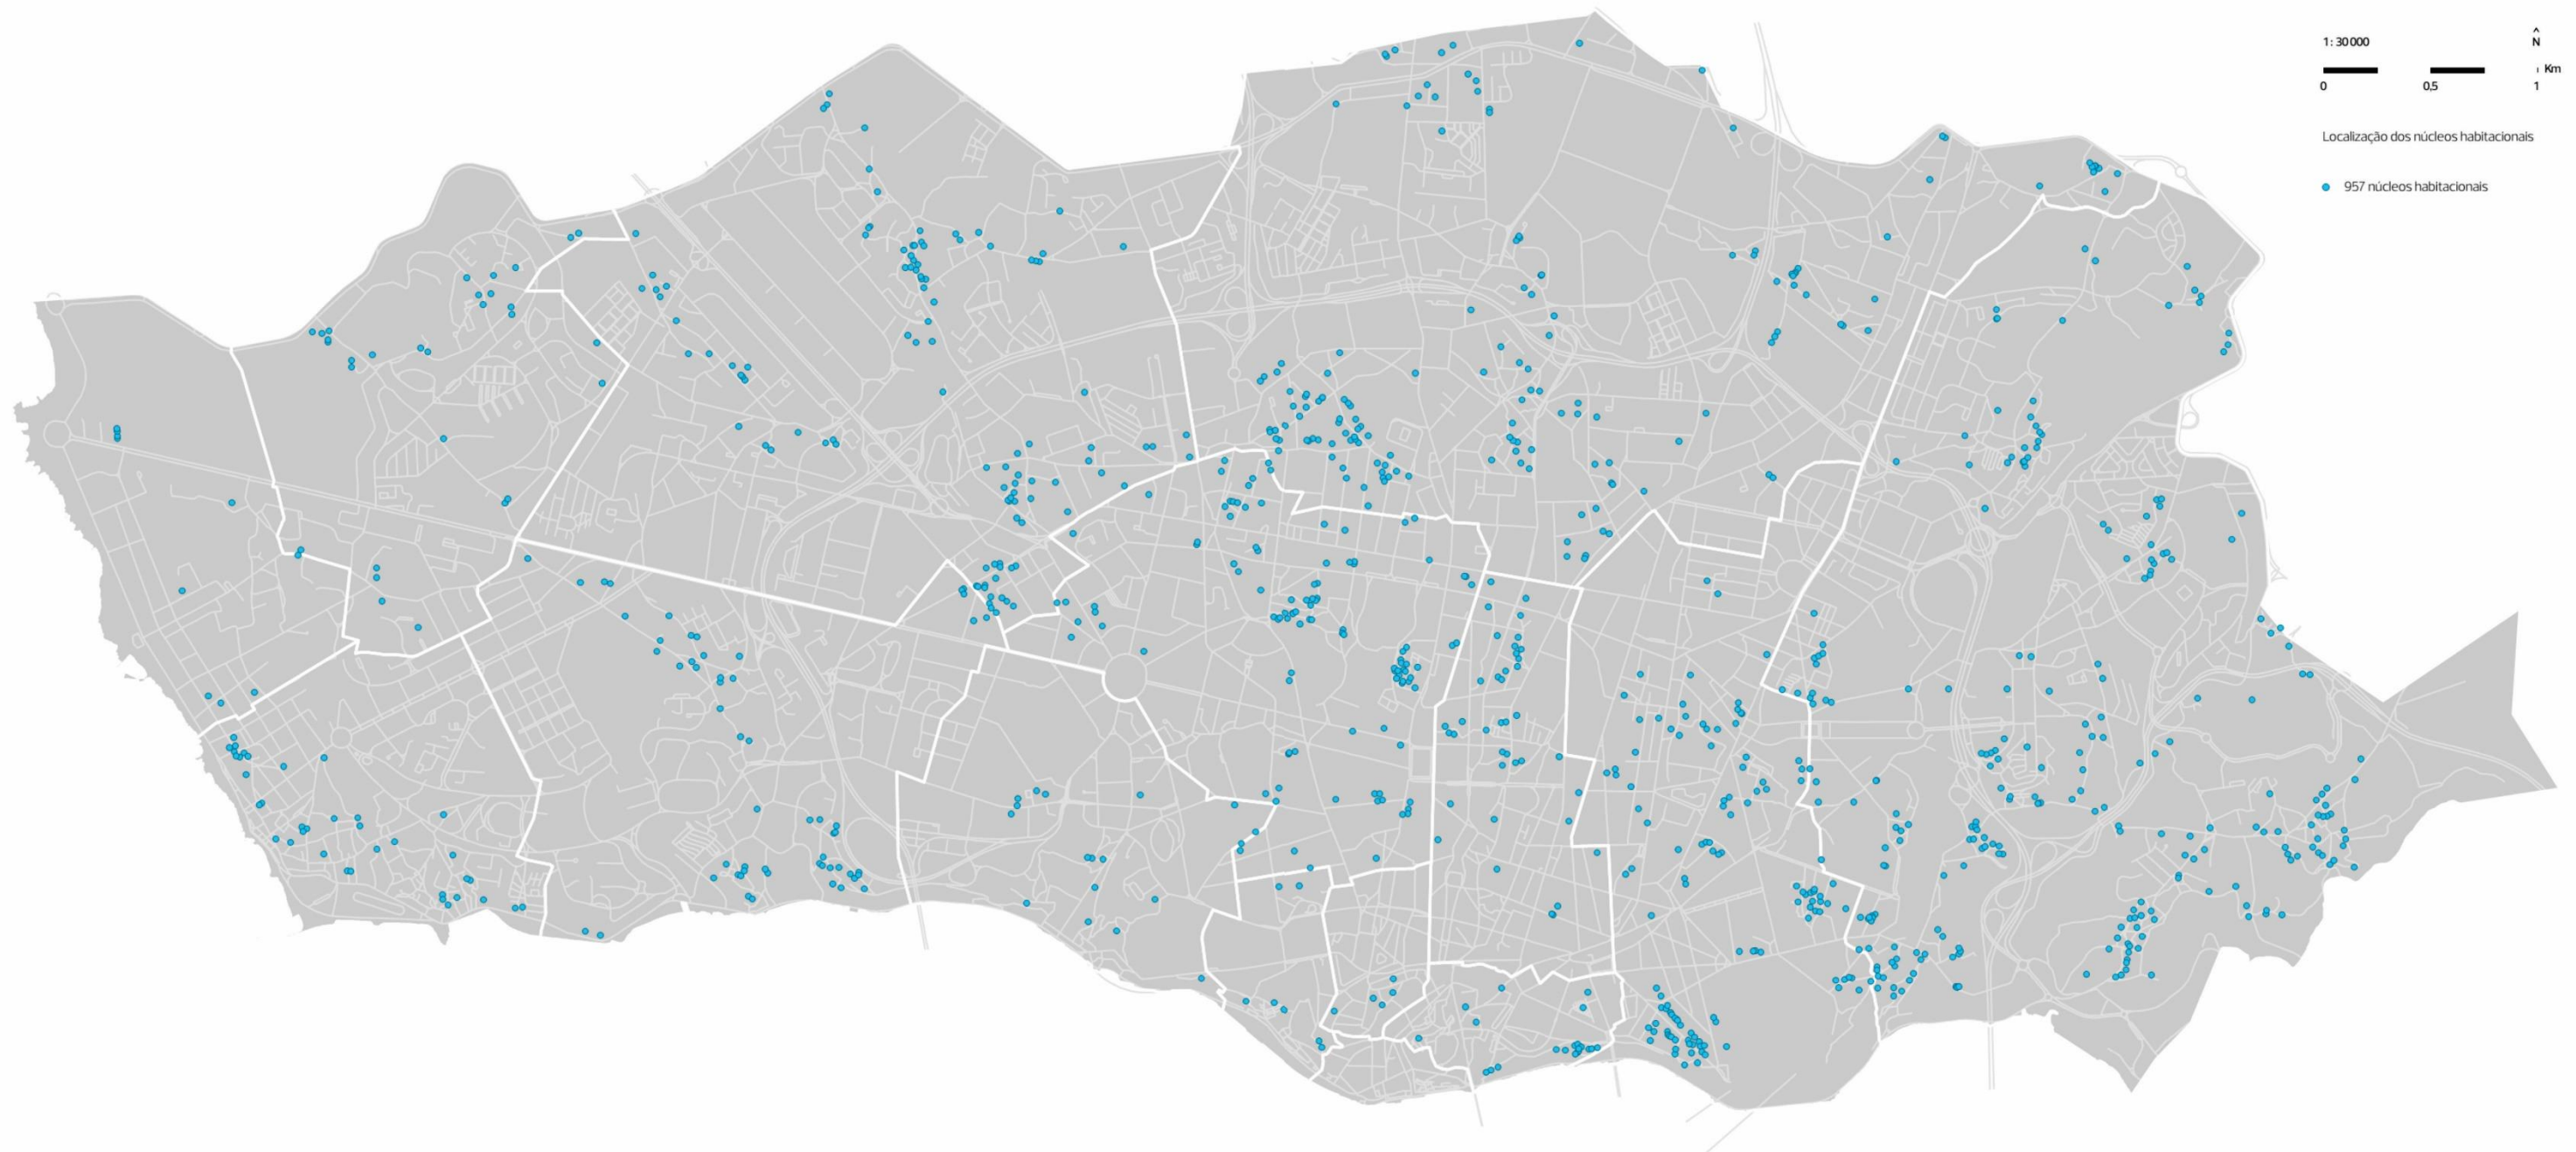 1 : 30 000
N
Km
0 0,5 1
Localização dos núcleos habitacionais
957 núcleos habitacionais